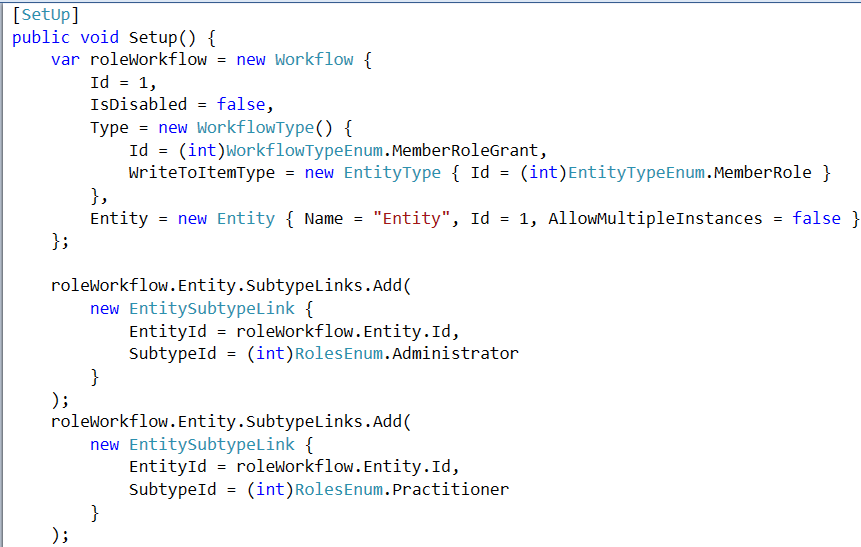 [SetUp]
public void Setup() {
    var roleWorkflow = new Workflow {
        Id = 1,
        IsDisabled = false,
        Type = new WorkflowType() {
            Id = (int)WorkflowTypeEnum.MemberRoleGrant,
            WriteToItemType = new EntityType { Id = (int)EntityTypeEnum.MemberRole }
        },
        Entity = new Entity { Name = "Entity", Id = 1, AllowMultipleInstances = false }
    };

    roleWorkflow.Entity.SubtypeLinks.Add(
        new EntitySubtypeLink {
            EntityId = roleWorkflow.Entity.Id,
            SubtypeId = (int)RolesEnum.Administrator
        }
    );
    roleWorkflow.Entity.SubtypeLinks.Add(
        new EntitySubtypeLink {
            EntityId = roleWorkflow.Entity.Id,
            SubtypeId = (int)RolesEnum.Practitioner
        }
    );